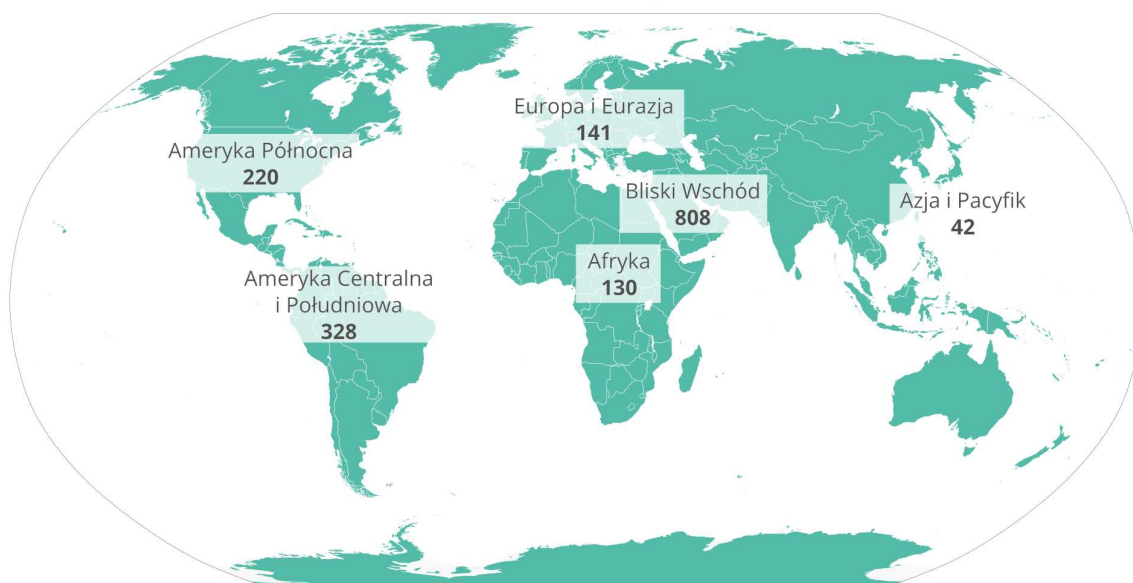 Europa i Eurazja
141
Ameryka Północna
220
Bliski Wschód
808
Azja i Pacyfik
42
Afryka
130
Ameryka Centralna
i Południowa
328